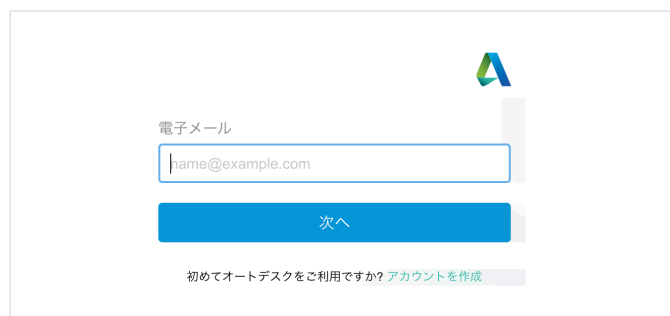 電子メール
name@example.com
次へ
初めてオートデスクをご利用ですか? アカウントを作成